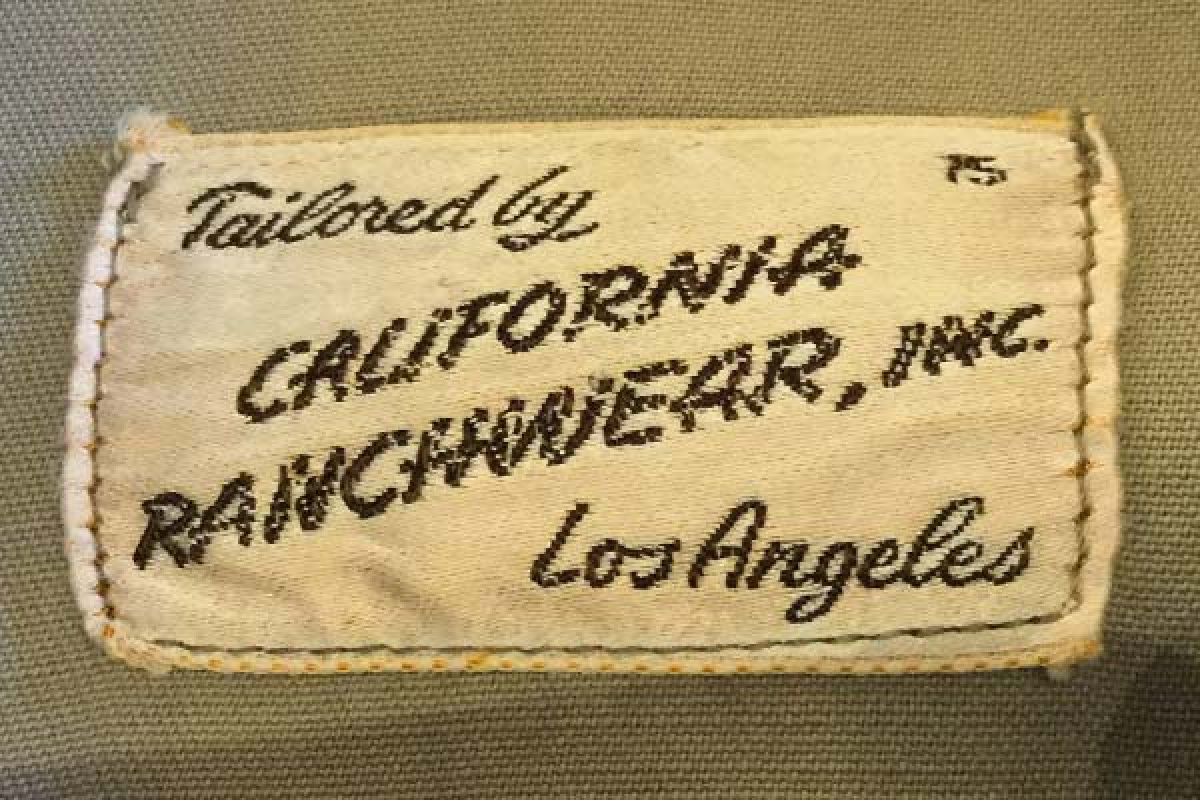 Tailored by
15
CALIFORNIA
RANCHWEAR, INC.
Los Angeles